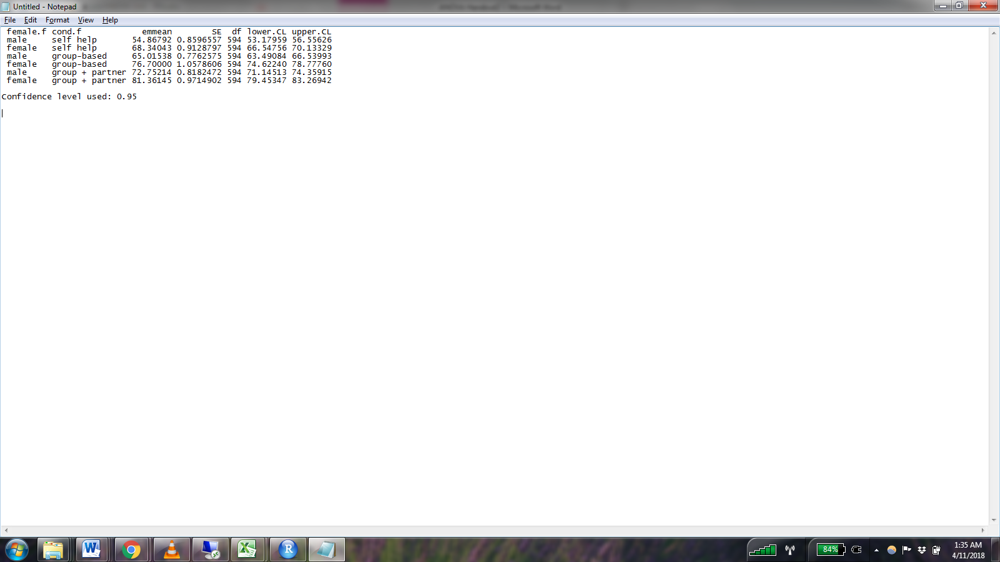 Untitled - Notepad
File Edit Format View Help
female.f cond.f emmean SE df lower.CL upper.CL
male self help 54.86792 0.8596557 594 53.17959 56.55626
female self help 68.34043 0.9128797 594 66.54756 70.13329
male group-based 65.01538 0.7762575 594 63.49084 66.53993
female group-based 76.70000 1.0578606 594 74.62240 78.77760
male group + partner 72.75214 0.8182472 594 71.14513 74.35915
female group + partner 81.36145 0.9714902 594 79.45347 83.26942
Confidence level used: 0.95
84%
1:35 AM
4/11/2018